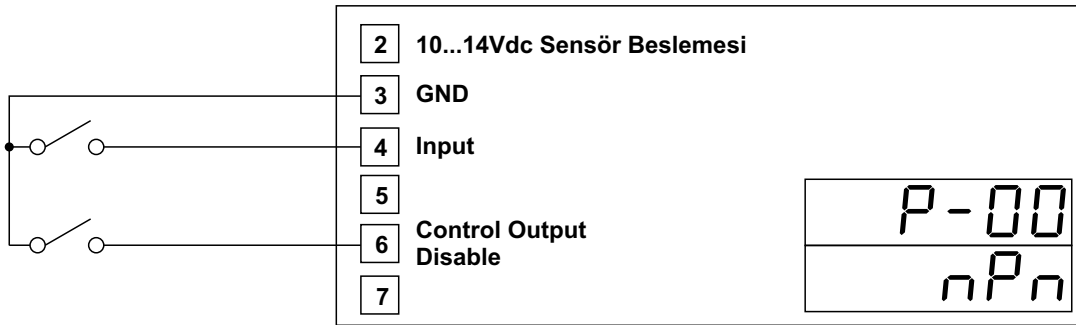 2 10...14Vdc Sensör Beslemesi
3 GND
4 Input
5
6 Control Output
Disable
7
P-00
nPn